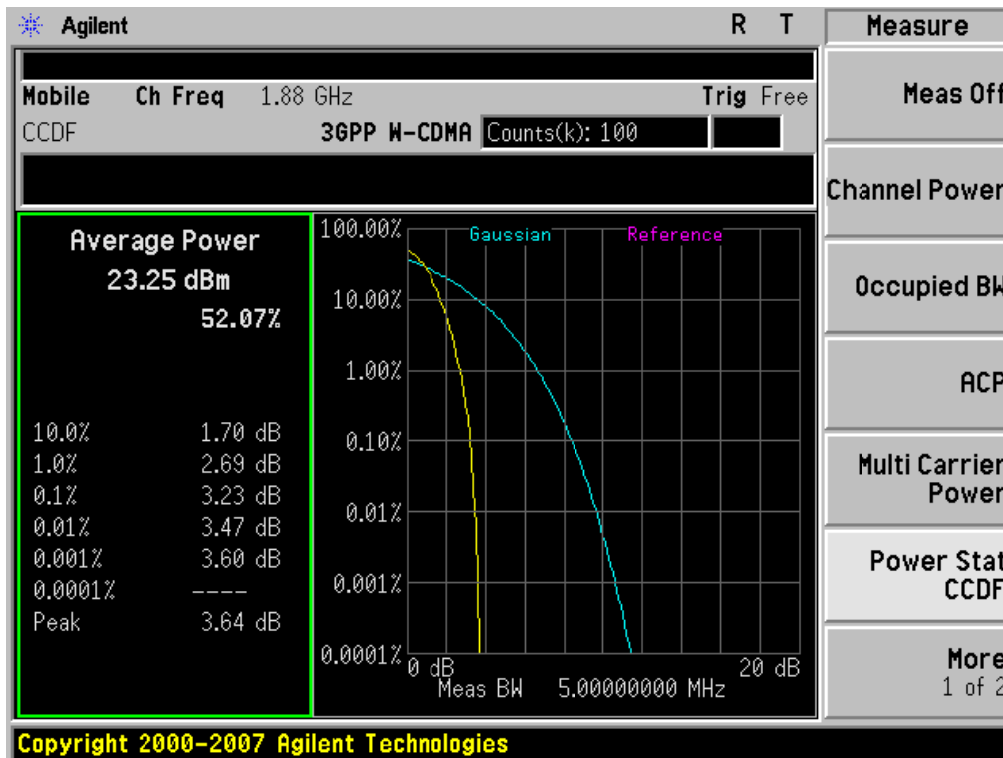 Agilent R T
Mobile Ch Freq 1.88 GHz Trig Free
CCDF 3GPP W-CDMA Counts(k): 100
Average Power
23.25 dBm
52.07%
10.0% 1.70 dB
1.0% 2.69 dB
0.1% 3.23 dB
0.01% 3.47 dB
0.001% 3.60 dB
0.0001% ----
Peak 3.64 dB
Gaussian Reference
100.00%
10.00%
1.00%
0.10%
0.01%
0.001%
0.0001%
0 dB 20 dB
Meas BW 5.00000000 MHz
Measure
Meas Off
Channel Power
Occupied BW
ACP
Multi Carrier
Power
Power Stat
CCDF
More
1 of 2
Copyright 2000-2007 Agilent Technologies